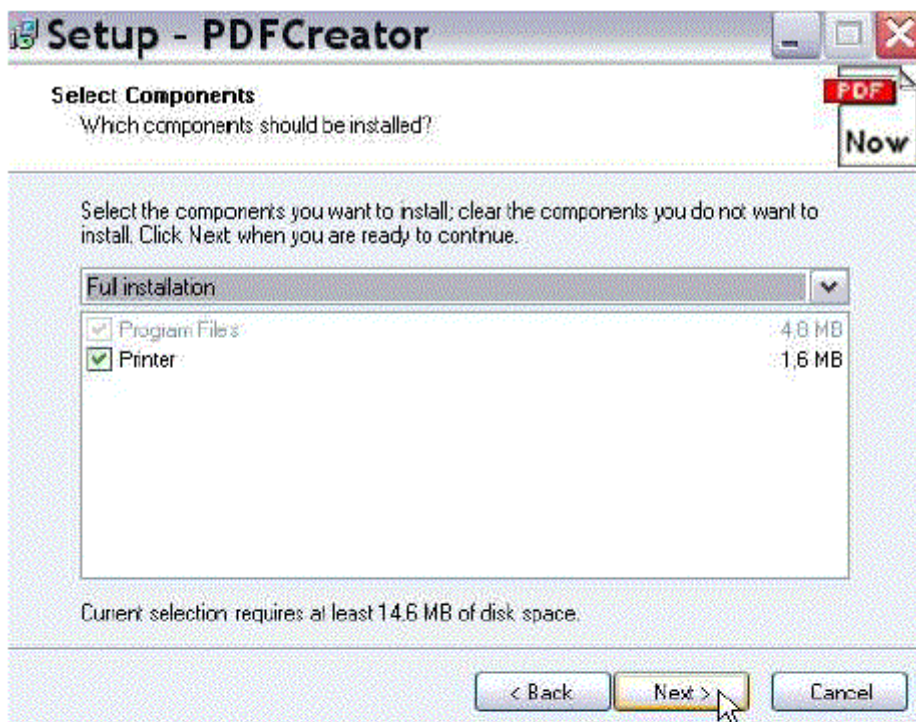 Setup - PDFCreator
Select Components
Which components should be installed?
PDF
Now
Select the components you want to install; clear the components you do not want to
install. Click Next when you are ready to continue.
Full installation
Program Files 4,8 MB
Printer 1,6 MB
Current selection requires at least 14,6 MB of disk space.
< Back Next > Cancel